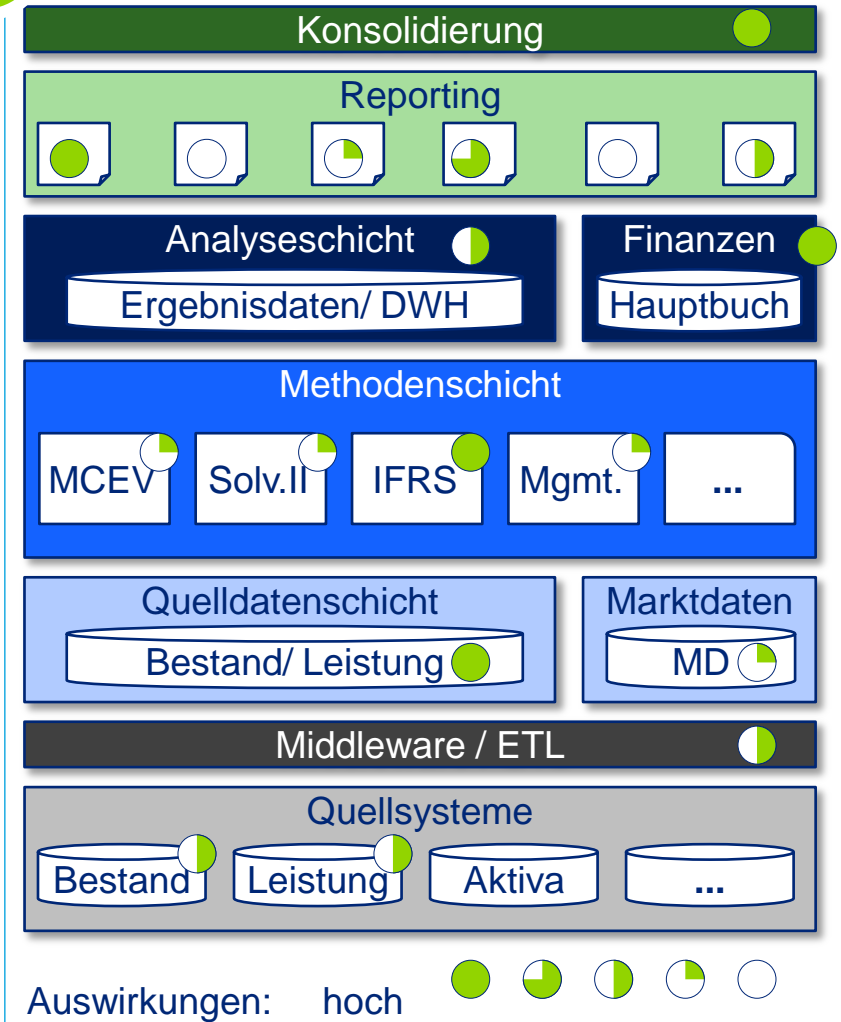 Konsolidierung
Reporting
Analyseschicht
Finanzen
Ergebnisdaten/ DWH
Hauptbuch
Methodenschicht
MCEV
Solv.II
IFRS
Mgmt.
...
Quelldatenschicht
Marktdaten
Bestand/ Leistung
MD
Middleware / ETL
Quellsysteme
Bestand
Leistung
Aktiva
...
Auswirkungen: hoch